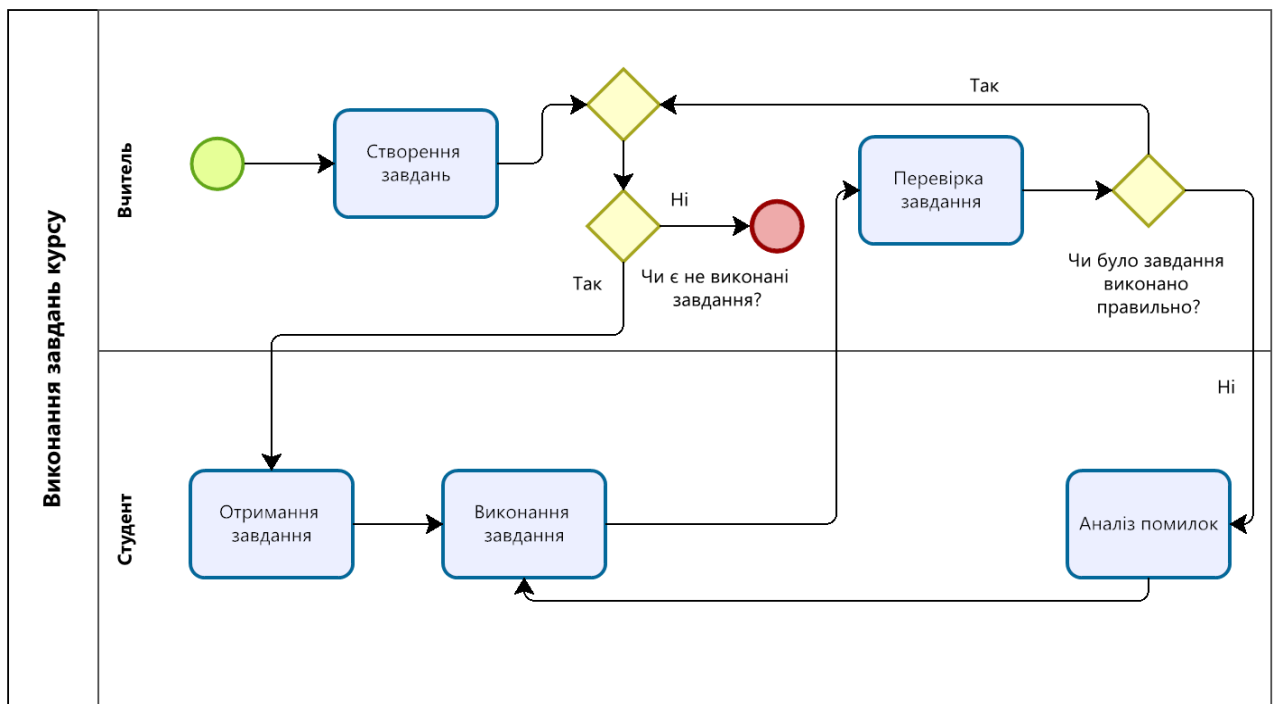 Виконання завдань курсу
Вчитель
Створення
завдань
Так
Перевірка
завдання
Ні
Так
Чи є не виконані
завдання?
Чи було завдання
виконано
правильно?
Студент
Ні
Отримання
завдання
Виконання
завдання
Аналіз помилок